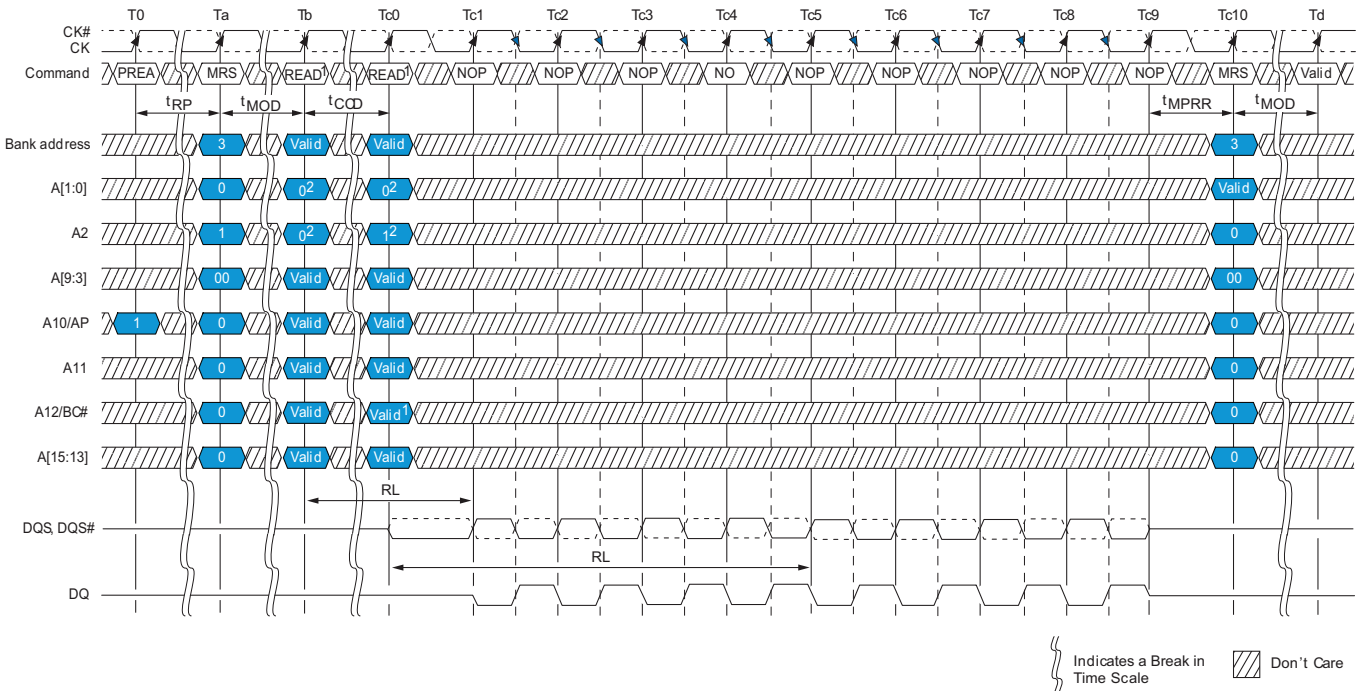 T0 Ta Tb Tc0 Tc1 Tc2 Tc3 Tc4 Tc5 Tc6 Tc7 Tc8 Tc9 Tc10 Td
CK#
CK
Command PREA MRS READ1 READ1 NOP NOP NOP NO NOP NOP NOP NOP NOP MRS Valid
tRP tMOD tCCD tMPRR tMOD
Bank address 3 Valid Valid 3
A[1:0] 0 02 02 Valid
A2 1 02 12 0
A[9:3] 00 Valid Valid 00
A10/AP 1 0 Valid Valid 0
A11 0 Valid Valid 0
A12/BC# 0 Valid Valid1 0
A[15:13] 0 Valid Valid 0
RL
DQS, DQS#
RL
DQ
Indicates a Break in
Time Scale
Don't Care